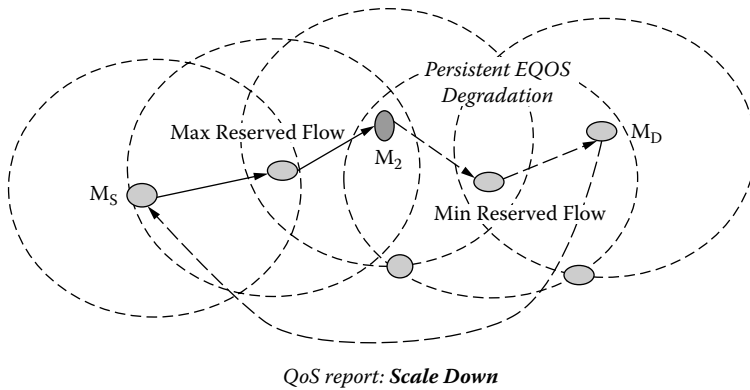 Persistent EQOS
Degradation
Max Reserved Flow
M2
MD
MS
Min Reserved Flow
QoS report: Scale Down